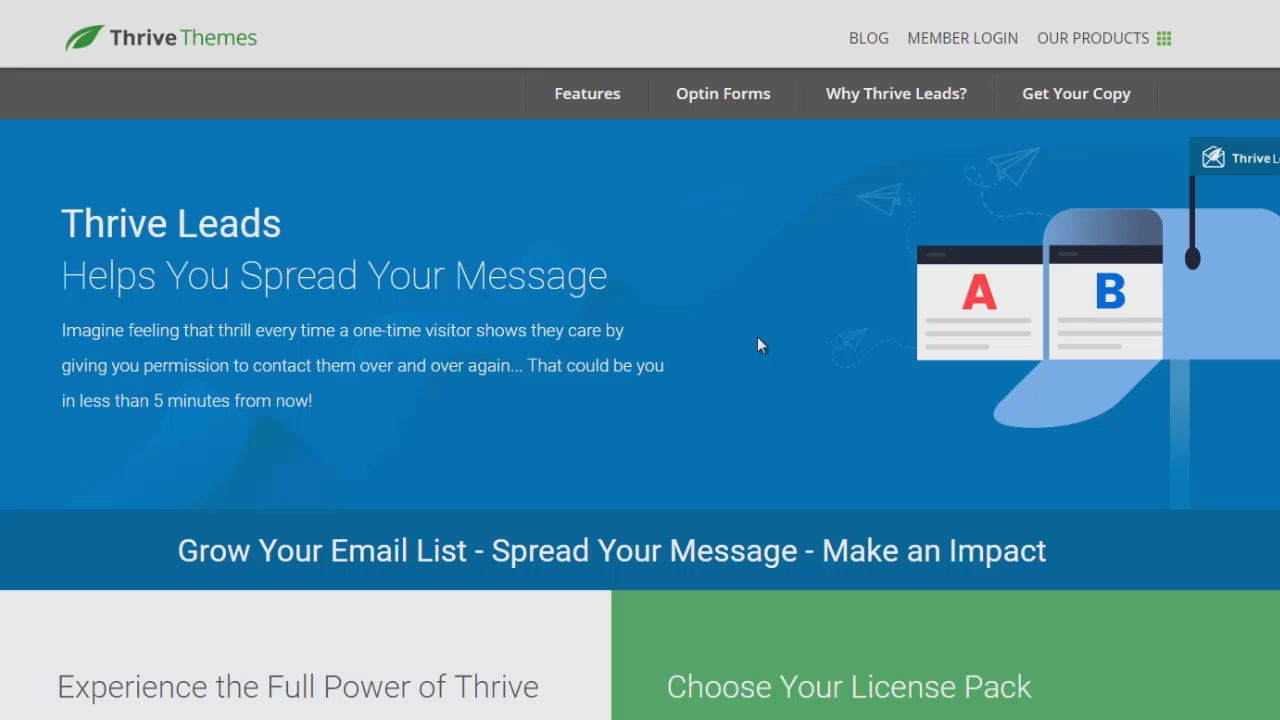 Thrive Themes
BLOG MEMBER LOGIN OUR PRODUCTS
Features Optin Forms Why Thrive Leads? Get Your Copy
Thrive
Thrive Leads
Helps You Spread Your Message
Imagine feeling that thrill every time a one-time visitor shows they care by
giving you permission to contact them over and over again... That could be you
in less than 5 minutes from now!
A B
Grow Your Email List - Spread Your Message - Make an Impact
Experience the Full Power of Thrive
Choose Your License Pack